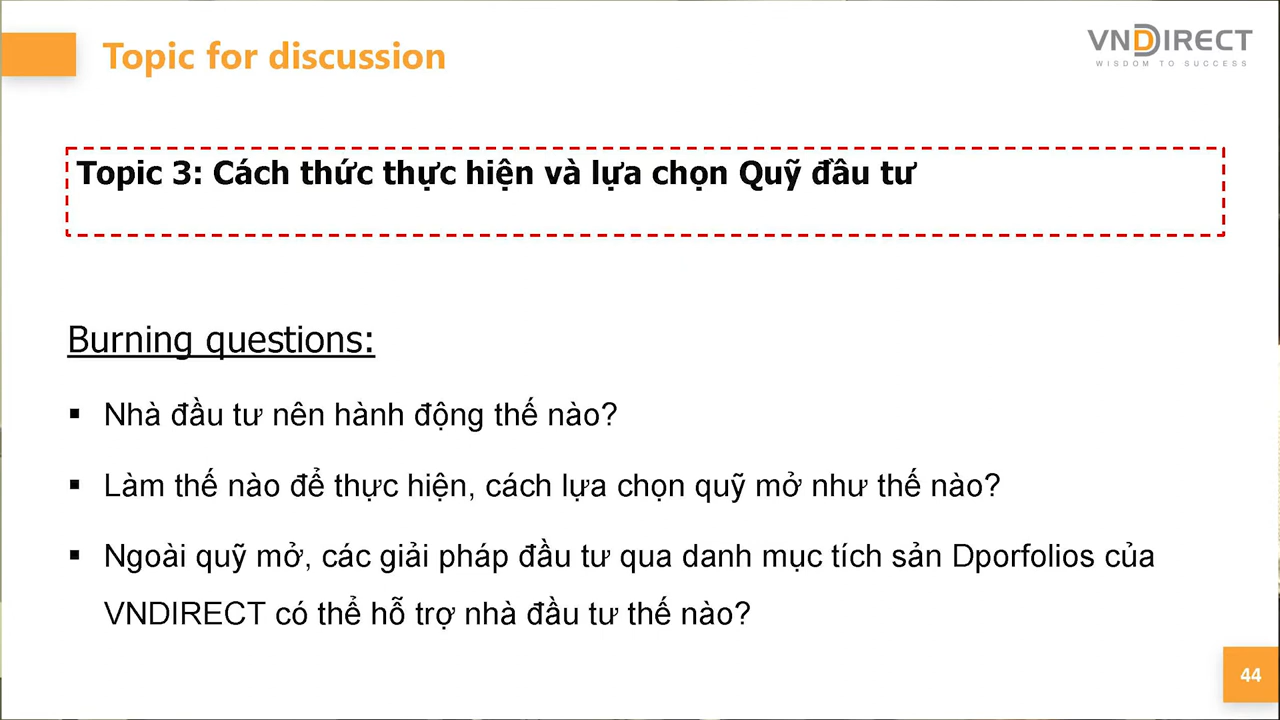 Topic for discussion
VNDIRECT
WISDOM TO SUCCESS
Topic 3: Cách thức thực hiện và lựa chọn Quỹ đầu tư
Burning questions:
▪ Nhà đầu tư nên hành động thế nào?
▪ Làm thế nào để thực hiện, cách lựa chọn quỹ mở như thế nào?
▪ Ngoài quỹ mở, các giải pháp đầu tư qua danh mục tích sản Dporfolios của
VNDIRECT có thể hỗ trợ nhà đầu tư thế nào?
44